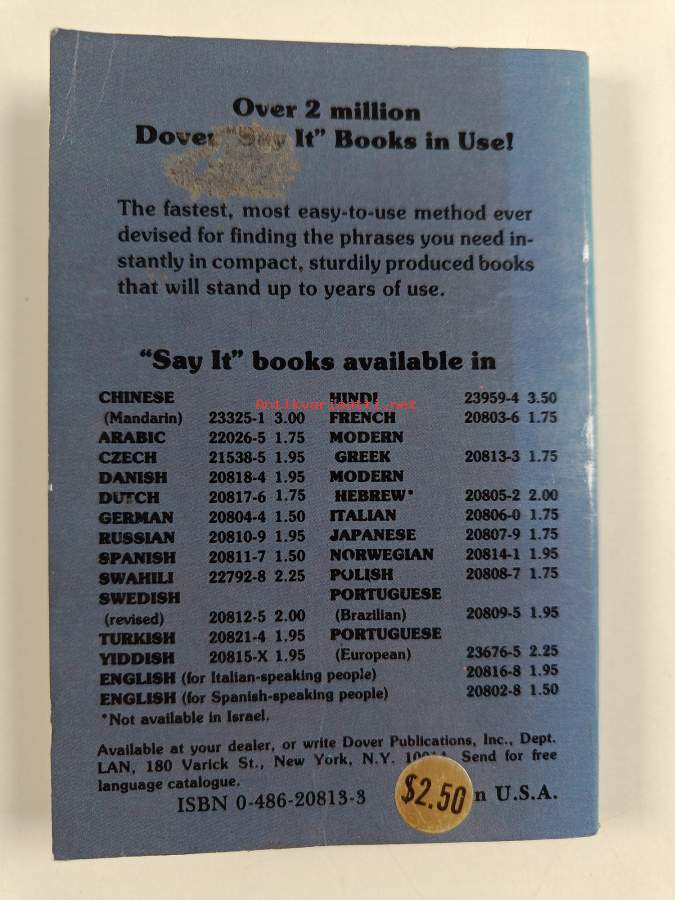 Over 2 million
Dover "Say It" Books in Use!
The fastest, most easy-to-use method ever
devised for finding the phrases you need in-
stantly in compact, sturdily produced books
that will stand up to years of use.
"Say It" books available in
CHINESE
(Mandarin) 23325-1 3.00
ARABIC 22026-5 1.75
CZECH 21538-5 1.95
DANISH 20818-4 1.95
DUTCH 20817-6 1.75
GERMAN 20804-4 1.50
RUSSIAN 20810-9 1.95
SPANISH 20811-7 1.50
SWAHILI 22792-8 2.25
SWEDISH
(revised) 20812-5 2.00
TURKISH 20821-4 1.95
YIDDISH 20815-X 1.95
HINDI 23959-4 3.50
Antikvariaatti.net
FRENCH 20803-6 1.75
MODERN
GREEK 20813-3 1.75
MODERN
HEBREW* 20805-2 2.00
ITALIAN 20806-0 1.75
JAPANESE 20807-9 1.75
NORWEGIAN 20814-1 1.95
POLISH 20808-7 1.75
PORTUGUESE
(Brazilian) 20809-5 1.95
PORTUGUESE
(European) 23676-5 2.25
ENGLISH (for Italian-speaking people) 20816-8 1.95
ENGLISH (for Spanish-speaking people) 20802-8 1.50
*Not available in Israel.
Available at your dealer, or write Dover Publications, Inc., Dept.
LAN, 180 Varick St., New York, N.Y. Send for free
language catalogue.
ISBN 0-486-20813-3 $2.50 in U.S.A.